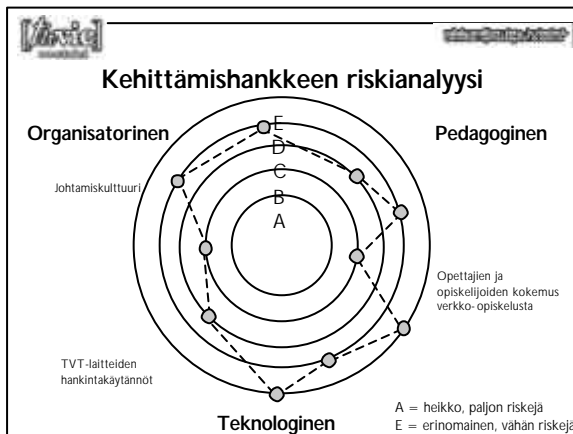 Kehittämishankkeen riskianalyysi
Organisatorinen
Pedagoginen
E
D
C
B
A
Johtamiskulttuuri
Opettajien ja
opiskelijoiden kokemus
verkko-opiskelusta
TVT-laitteiden
hankintakäytännöt
Teknologinen
A = heikko, paljon riskejä
E = erinomainen, vähän riskejä